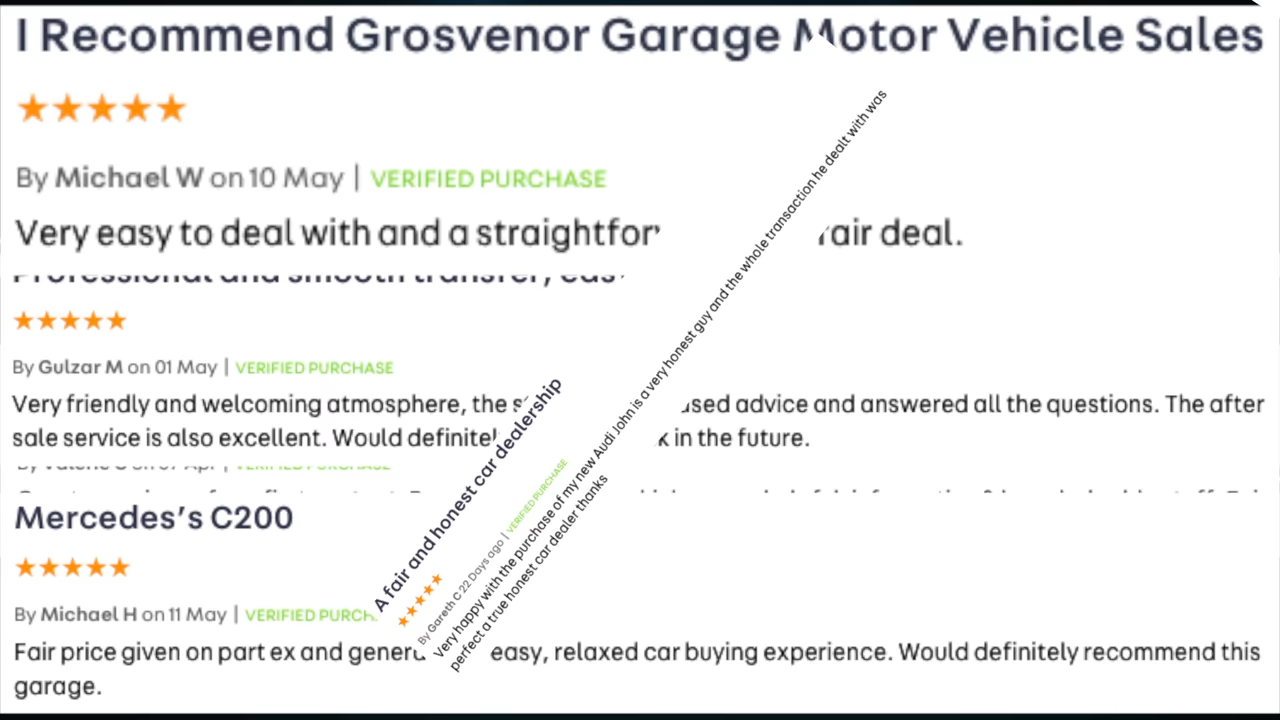 I Recommend Grosvenor Garage Motor Vehicle Sales
By Michael W on 10 May | VERIFIED PURCHASE
Very easy to deal with and a deal.
Professional and smooth transfer,
By Gulzar M on 01 May | VERIFIED PURCHASE
Very friendly and welcoming atmosphere, the advice and answered all the questions. The after
sale service is also excellent. Would in the future.
VERIFIED PURCHASE
Mercedes's C200
By Michael H on 11 May | VERIFIED
Fair price given on part ex and easy, relaxed car buying experience. Would definitely recommend this
garage.
A fair and honest car dealership
By Gareth C 22 Days ago | VERIFIED PURCHASE
Very happy with the purchase of my new Audi John is a very honest guy and the whole transaction he dealt with was
perfect a true honest car dealer thanks